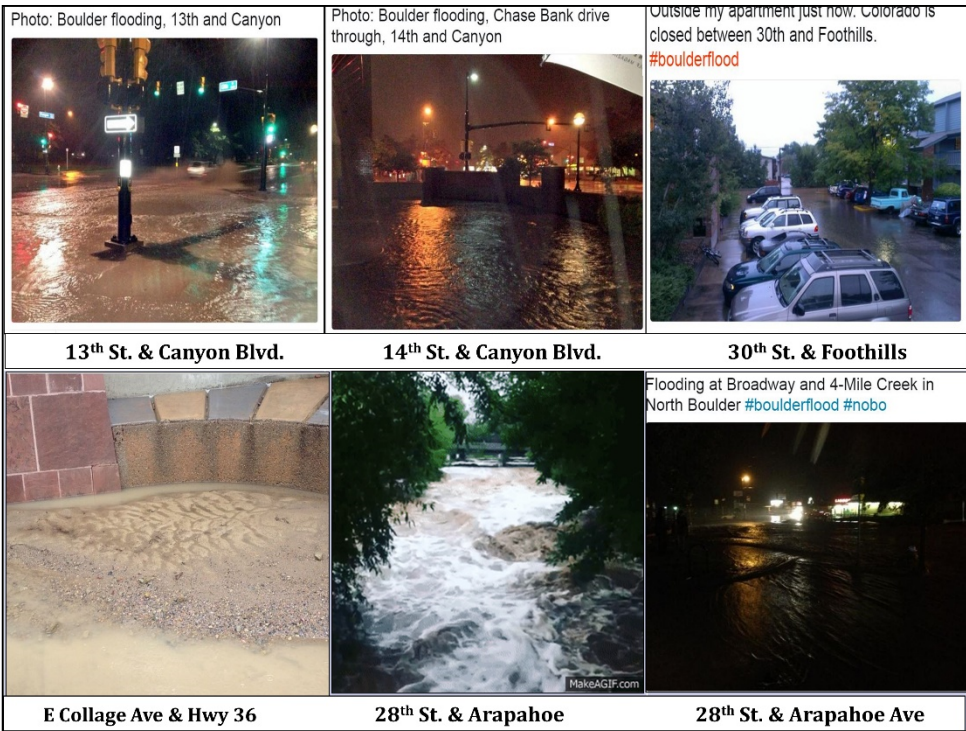 Photo: Boulder flooding, 13th and Canyon
Photo: Boulder flooding, Chase Bank drive
through, 14th and Canyon
Outside my apartment just now. Colorado is
closed between 30th and Foothills.
#boulderflood
13th St. & Canyon Blvd.
14th St. & Canyon Blvd.
30th St. & Foothills
Flooding at Broadway and 4-Mile Creek in
North Boulder #boulderflood #nobo
MakeAGIF.com
E Collage Ave & Hwy 36
28th St. & Arapahoe
28th St. & Arapahoe Ave